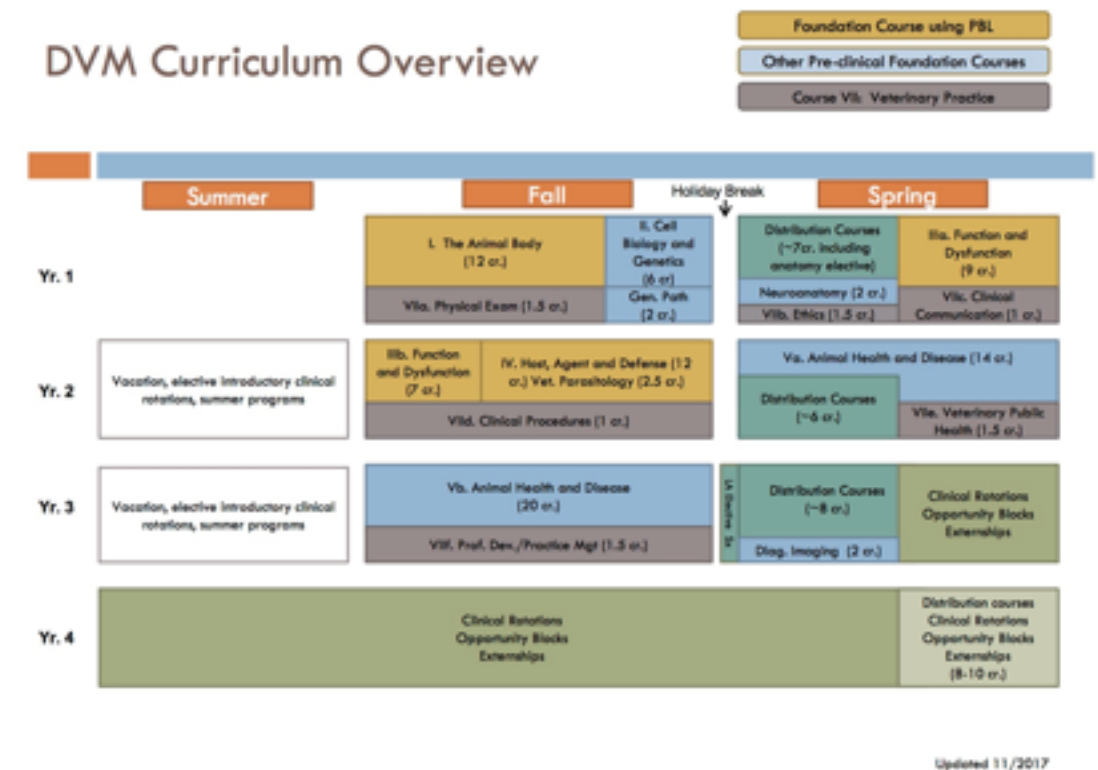 DVM Curriculum Overview
Foundation Course using PBL
Other Pre-clinical Foundation Courses
Course VII: Veterinary Practice
Summer
Fall
Holiday Break
Spring
Yr. 1
I. The Animal Body
(12 cr.)
II. Cell
Biology and
Genetics
(6 cr)
VIIa. Physical Exam (1.5 cr.)
Gen. Path
(2 cr.)
Distribution Courses
(~7cr. including
anatomy elective)
Neuroanatomy (2 cr.)
VIIb. Ethics (1.5 cr.)
IIIa. Function and
Dysfunction
(9 cr.)
VIIc. Clinical
Communication (1 cr.)
Yr. 2
Vacation, elective introductory clinical
rotations, summer programs
IIIb. Function
and Dysfunction
(7 cr.)
IV. Host, Agent and Defense (12
cr.) Vet. Parasitology (2.5 cr.)
VIId. Clinical Procedures (1 cr.)
Va. Animal Health and Disease (14 cr.)
Distribution Courses
(~6 cr.)
VIIe. Veterinary Public
Health (1.5 cr.)
Yr. 3
Vacation, elective introductory clinical
rotations, summer programs
Vb. Animal Health and Disease
(20 cr.)
VIIf. Prof. Dev./Practice Mgt (1.5 cr.)
Distribution Courses
(~8 cr.)
Diag. Imaging (2 cr.)
Clinical Rotations
Opportunity Blocks
Externships
Yr. 4
Clinical Rotations
Opportunity Blocks
Externships
Distribution courses
Clinical Rotations
Opportunity Blocks
Externships
(8-10 cr.)
Updated 11/2017